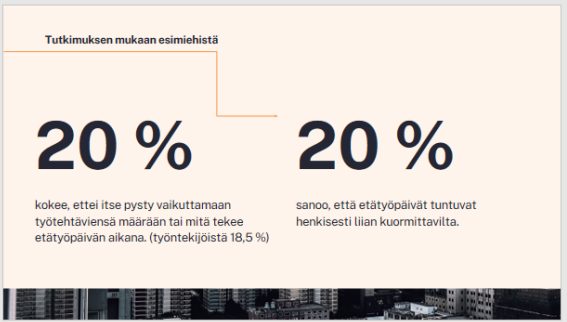 Tutkimuksen mukaan esimiehistä
20 %
kokee, ettei itse pysty vaikuttamaan
työtehtäviensä määrään tai mitä tekee
etätyöpäivän aikana. (työntekijöistä 18,5 %)
20 %
sanoo, että etätyöpäivät tuntuvat
henkisesti liian kuormittavilta.